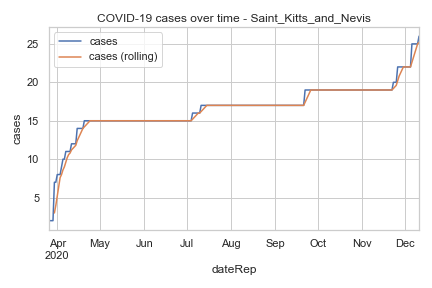 COVID-19 cases over time - Saint_Kitts_and_Nevis
cases
cases (rolling)
25
20
15
10
5
cases
Apr May Jun Jul Aug Sep Oct Nov Dec
2020
dateRep